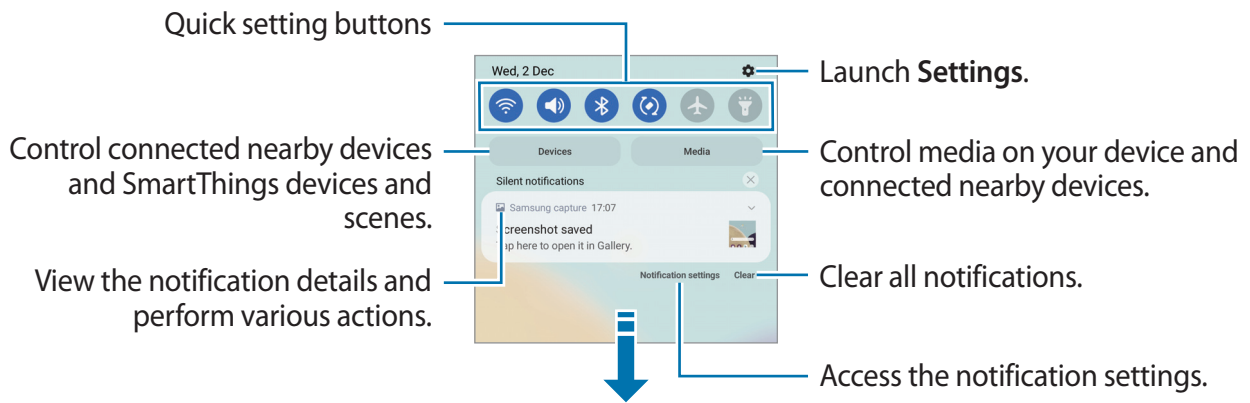 Quick setting buttons
Wed, 2 Dec
Launch Settings.
Control connected nearby devices
and SmartThings devices and
scenes.
Devices
Media
Control media on your device and
connected nearby devices.
Silent notifications
Samsung capture 17:07
Screenshot saved
Tap here to open it in Gallery.
View the notification details and
perform various actions.
Notification settings
Clear
Clear all notifications.
Access the notification settings.